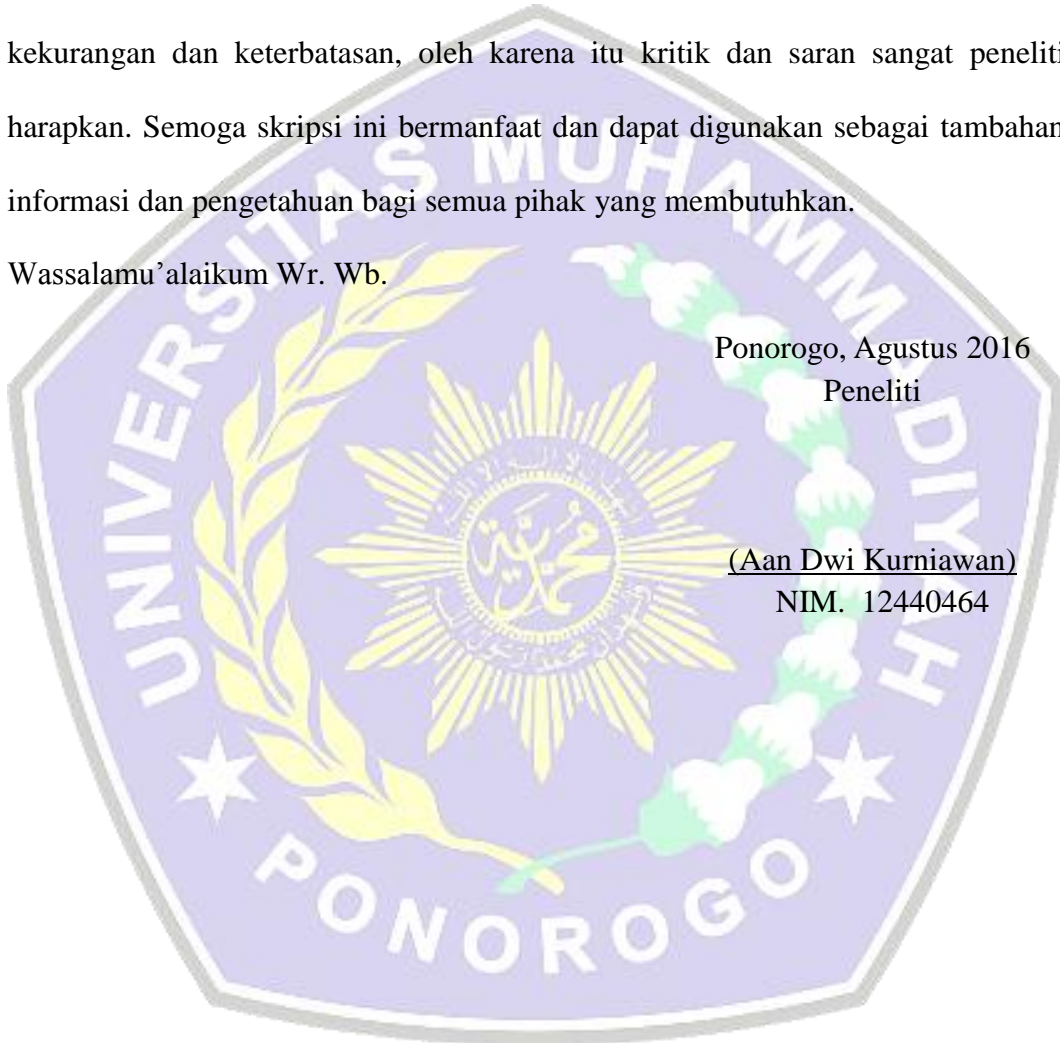 kekurangan dan keterbatasan, oleh karena itu kritik dan saran sangat peneliti
harapkan. Semoga skripsi ini bermanfaat dan dapat digunakan sebagai tambahan
informasi dan pengetahuan bagi semua pihak yang membutuhkan.
Wassalamu’alaikum Wr. Wb.
Ponorogo, Agustus 2016
Peneliti
(Aan Dwi Kurniawan)
NIM. 12440464
UNIVERSITAS MUHAMMADIYAH
PONOROGO
محمدية